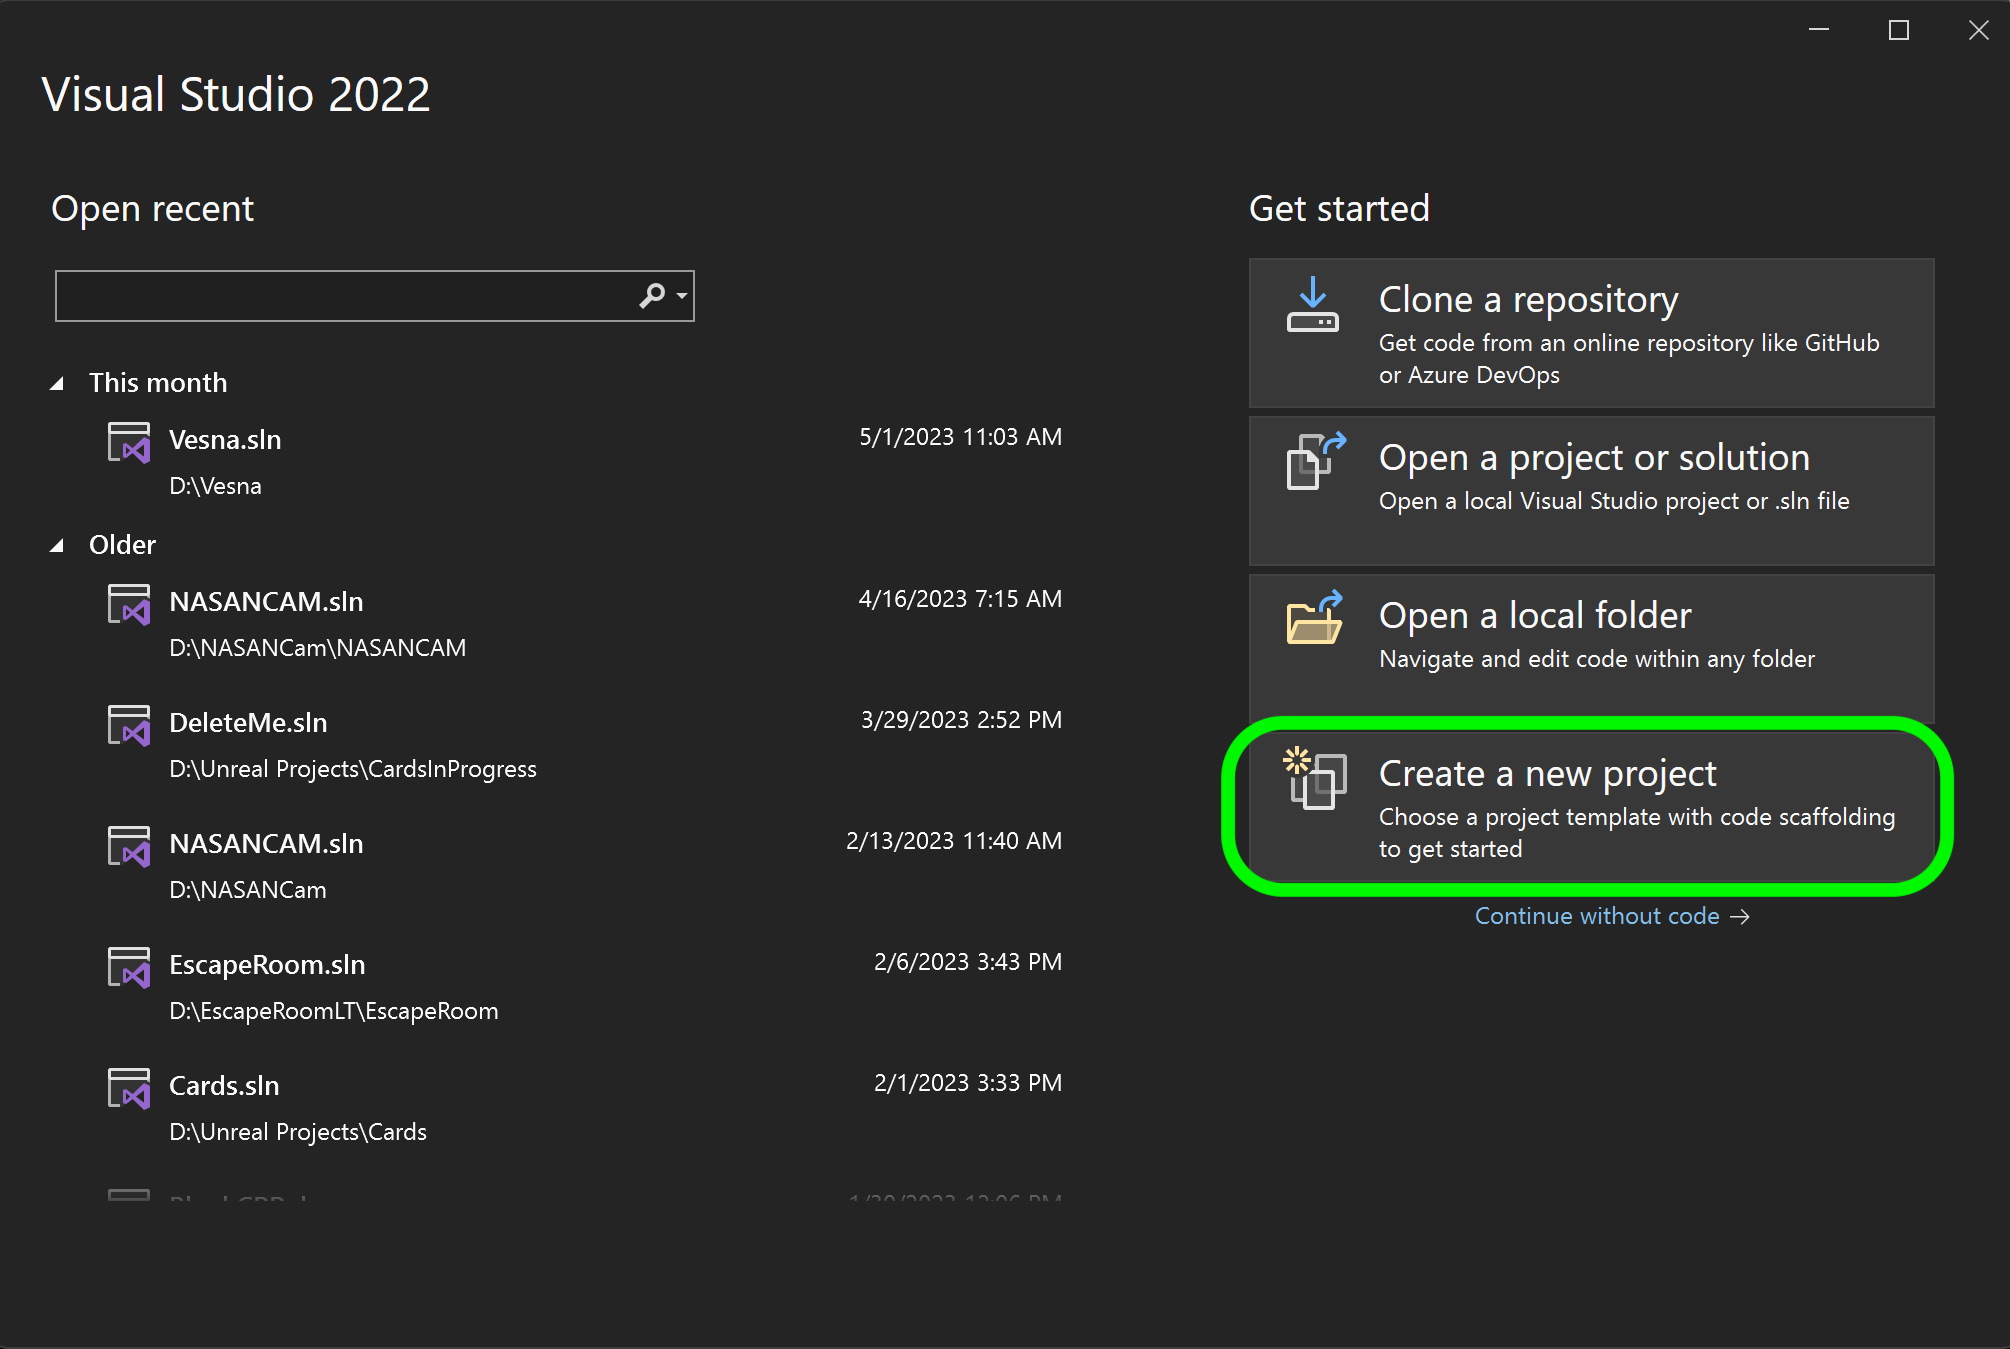 Visual Studio 2022
Open recent
This month
Vesna.sln
5/1/2023 11:03 AM
D:\Vesna
Older
NASANCAM.sln
4/16/2023 7:15 AM
D:\NASANCam\NASANCAM
DeleteMe.sln
3/29/2023 2:52 PM
D:\Unreal Projects\CardsInProgress
NASANCAM.sln
2/13/2023 11:40 AM
D:\NASANCam
EscapeRoom.sln
2/6/2023 3:43 PM
D:\EscapeRoomLT\EscapeRoom
Cards.sln
2/1/2023 3:33 PM
D:\Unreal Projects\Cards
Get started
Clone a repository
Get code from an online repository like GitHub
or Azure DevOps
Open a project or solution
Open a local Visual Studio project or .sln file
Open a local folder
Navigate and edit code within any folder
Create a new project
Choose a project template with code scaffolding
to get started
Continue without code →